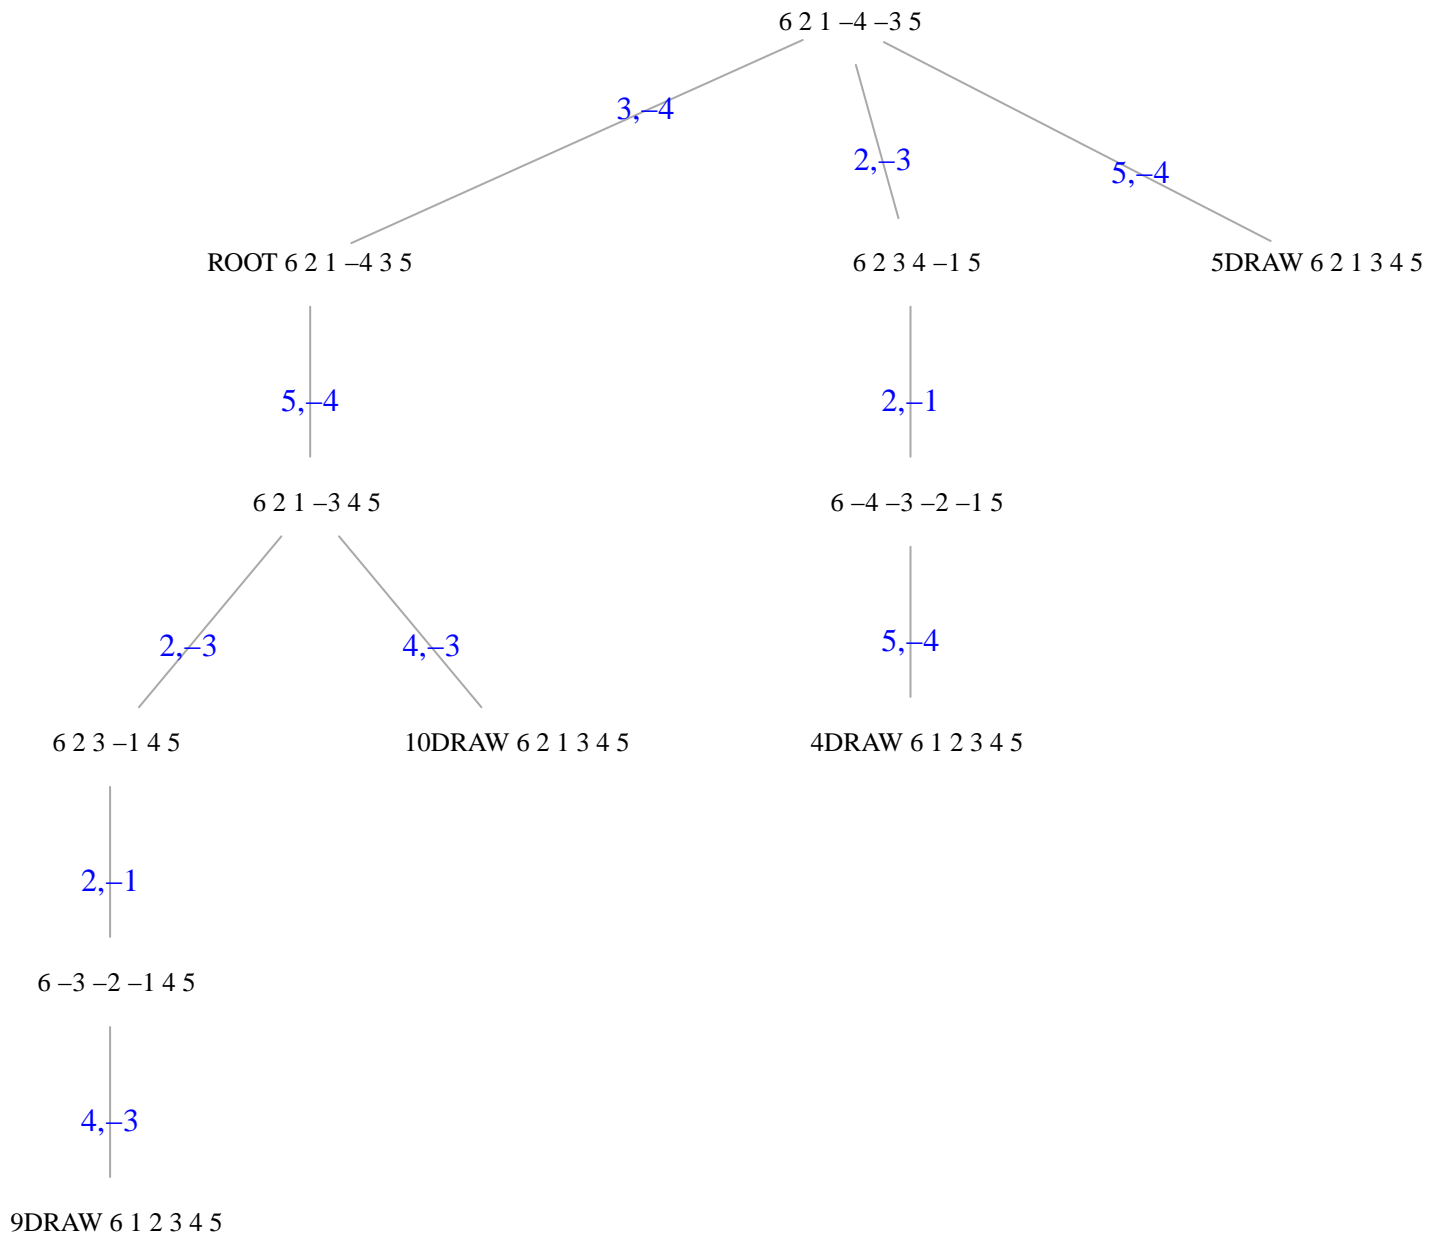 6 2 1 –4 –3 5
3,–4
2,–3
5,–4
ROOT 6 2 1 –4 3 5
6 2 3 4 –1 5
5DRAW 6 2 1 3 4 5
5,–4
2,–1
6 2 1 –3 4 5
6 –4 –3 –2 –1 5
2,–3
4,–3
5,–4
6 2 3 –1 4 5
10DRAW 6 2 1 3 4 5
4DRAW 6 1 2 3 4 5
2,–1
6 –3 –2 –1 4 5
4,–3
9DRAW 6 1 2 3 4 5